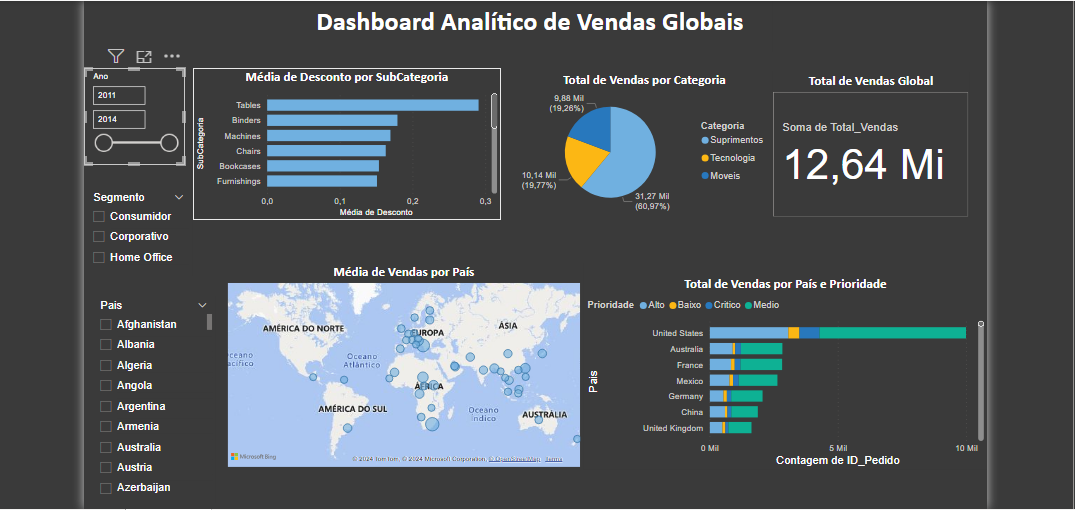 Dashboard Analítico de Vendas Globais
Ano
2011
2014
Segmento
Consumidor
Corporativo
Home Office
Pais
Afghanistan
Albania
Algeria
Angola
Argentina
Armenia
Australia
Austria
Azerbaijan
Média de Desconto por SubCategoria
SubCategoria
Tables
Binders
Machines
Chairs
Bookcases
Furnishings
0,0
0,1
0,2
0,3
Média de Desconto
Total de Vendas por Categoria
9,88 Mil
(19,26%)
10,14 Mil
(19,77%)
31,27 Mil
(60,97%)
Categoria
Suprimentos
Tecnologia
Moveis
Total de Vendas Global
Soma de Total_Vendas
12,64 Mi
Média de Vendas por País
AMÉRICA DO NORTE
EUROPA
ÁSIA
Oceano
Atlântico
ceano
acífico
ÁFRICA
AMÉRICA DO SUL
Oceano
Índico
AUSTRÁLIA
Microsoft Bing
© 2024 TomTom, © 2024 Microsoft Corporation, © OpenStreetMap Terms
Total de Vendas por País e Prioridade
Prioridade
Alto
Baixo
Critico
Medio
Pais
United States
Australia
France
Mexico
Germany
China
United Kingdom
0 Mil
5 Mil
10 Mil
Contagem de ID_Pedido